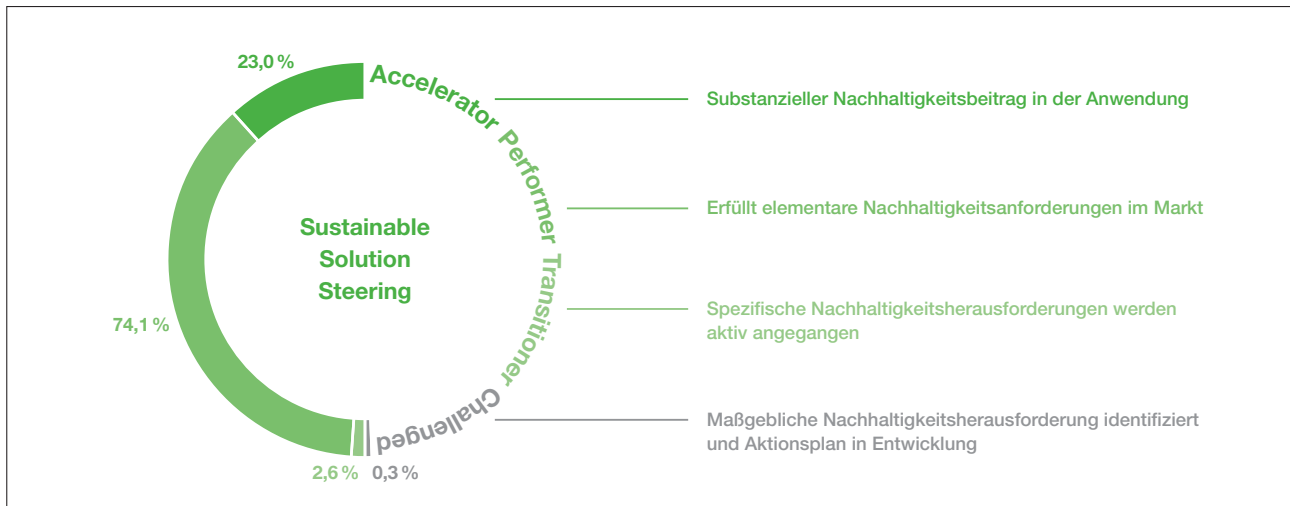 23,0 %
Accelerator
Performer
Transitioner
Challenged
Sustainable
Solution
Steering
74,1 %
2,6 %
0,3 %
Substanzieller Nachhaltigkeitsbeitrag in der Anwendung
Erfüllt elementare Nachhaltigkeitsanforderungen im Markt
Spezifische Nachhaltigkeitsherausforderungen werden
aktiv angegangen
Maßgebliche Nachhaltigkeitsherausforderung identifiziert
und Aktionsplan in Entwicklung